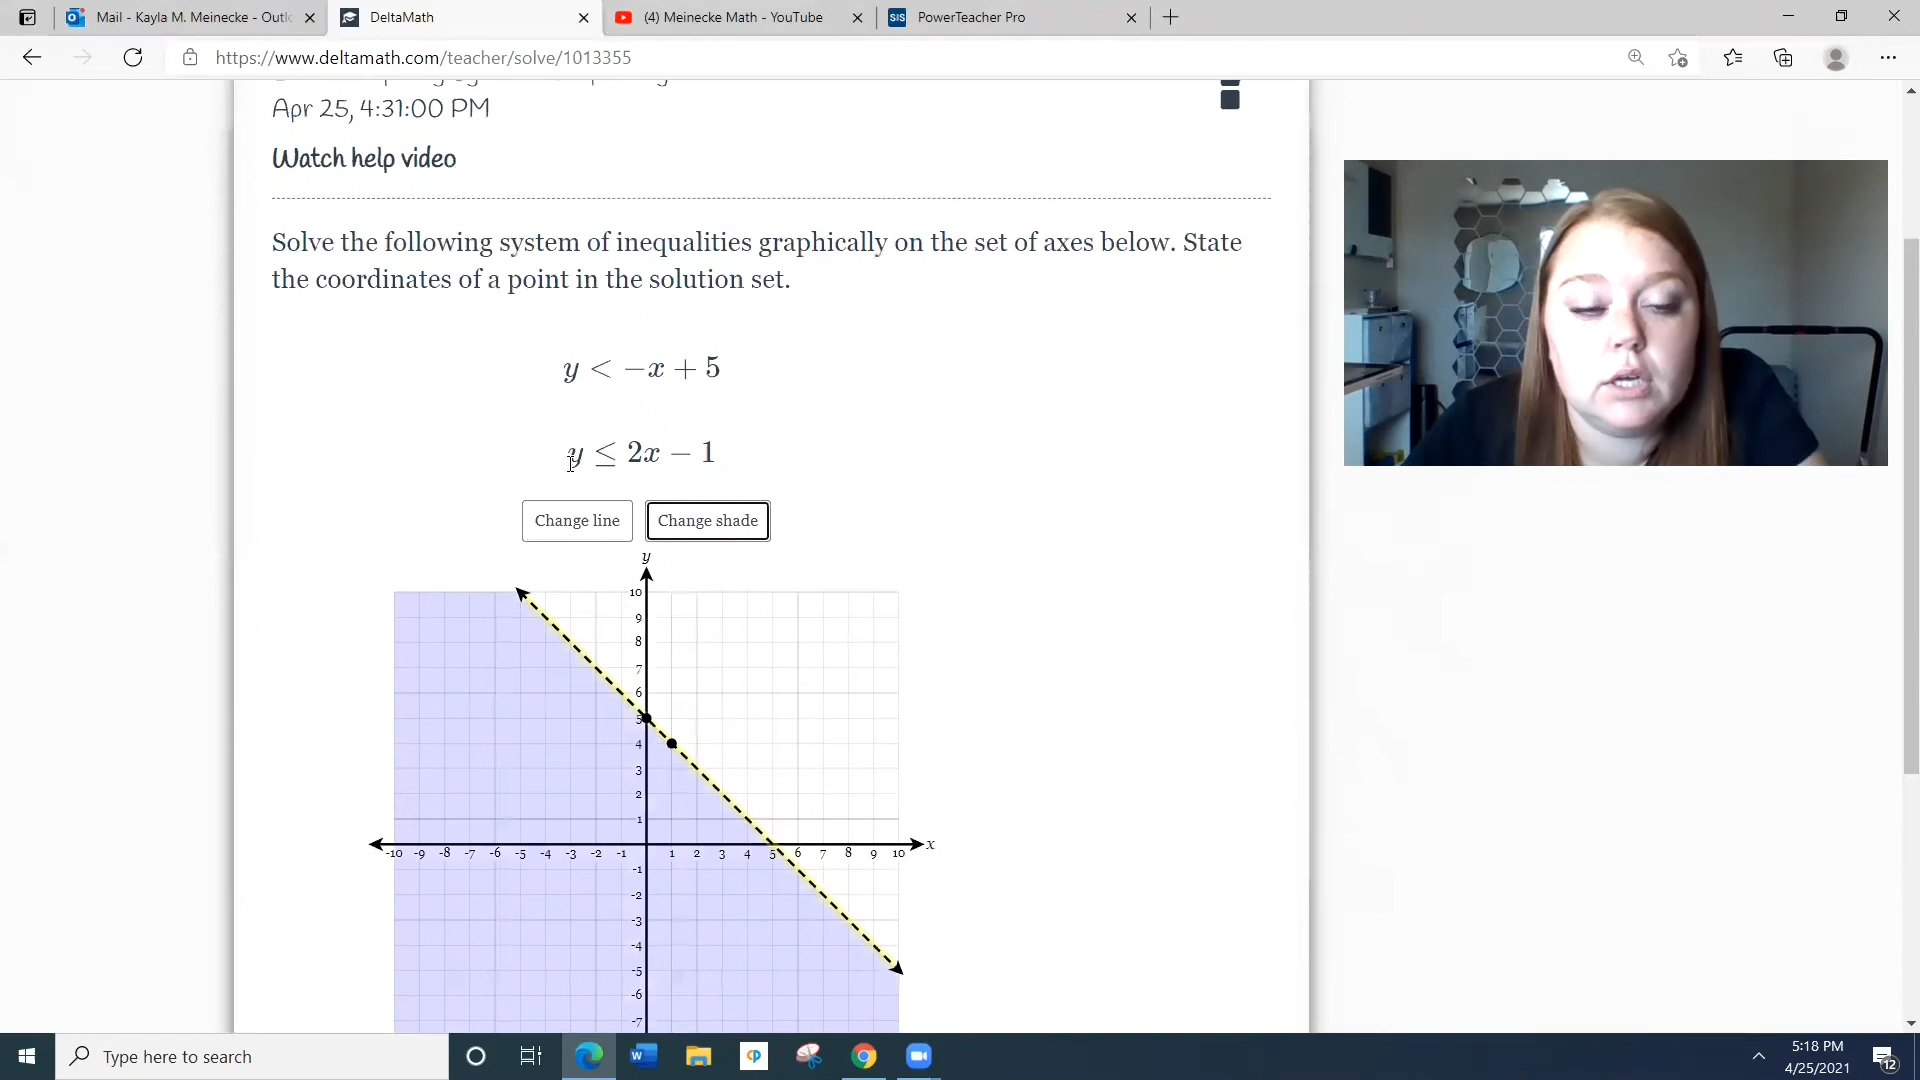 Mail - Kayla M. Meinecke - Outl
DeltaMath
(4) Meinecke Math - YouTube
SIS
PowerTeacher Pro
https://www.deltamath.com/teacher/solve/1013355
Apr 25, 4:31:00 PM
Watch help video
Solve the following system of inequalities graphically on the set of axes below. State
the coordinates of a point in the solution set.
y < −x + 5
y ≤ 2x − 1
Change line
Change shade
y
10
9
8
7
6
5
4
3
2
1
-10 -9 -8 -7 -6 -5 -4 -3 -2 -1 1 2 3 4 5 6 7 8 9 10 x
-1
-2
-3
-4
-5
-6
-7
Type here to search
5:18 PM
4/25/2021
12